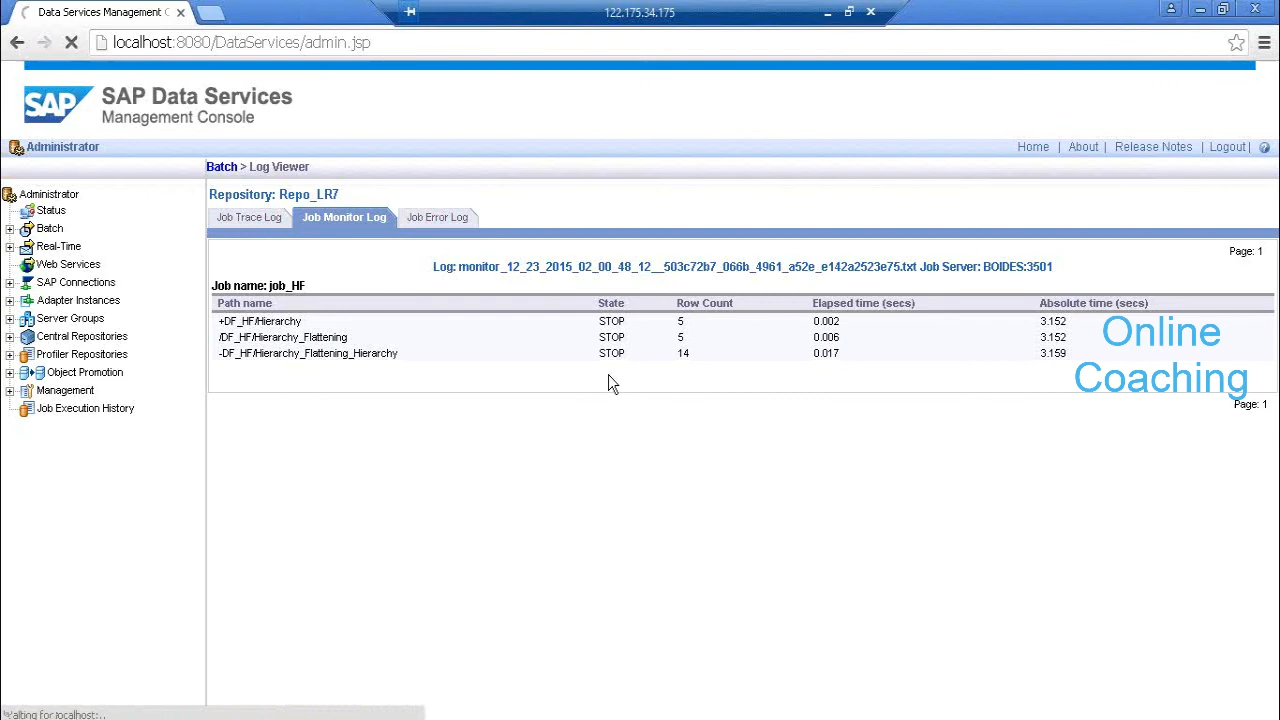 Data Services Management C
122.175.34.175
localhost:8080/DataServices/admin.jsp
SAP
SAP Data Services
Management Console
Administrator
Home | About | Release Notes | Logout |
Batch > Log Viewer
Administrator
Status
Batch
Real-Time
Web Services
SAP Connections
Adapter Instances
Server Groups
Central Repositories
Profiler Repositories
Object Promotion
Management
Job Execution History
Repository: Repo_LR7
Job Trace Log
Job Monitor Log
Job Error Log
Page: 1
Log: monitor_12_23_2015_02_00_48_12__503c72b7_066b_4961_a52e_e142a2523e75.txt Job Server: BOIDES:3501
Job name: job_HF
Path name State Row Count Elapsed time (secs) Absolute time (secs)
+DF_HF/Hierarchy STOP 5 0.002 3.152
/DF_HF/Hierarchy_Flattening STOP 5 0.006 3.152
-DF_HF/Hierarchy_Flattening_Hierarchy STOP 14 0.017 3.159
Online
Coaching
Page: 1
Waiting for localhost:..